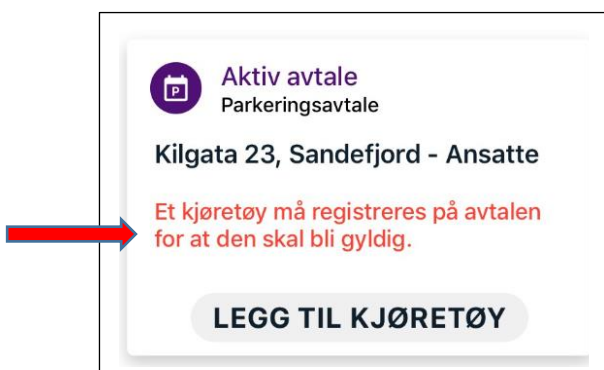 P
Aktiv avtale
Parkeringsavtale
Kilgata 23, Sandefjord - Ansatte
Et kjøretøy må registreres på avtalen
for at den skal bli gyldig.
LEGG TIL KJØRETØY